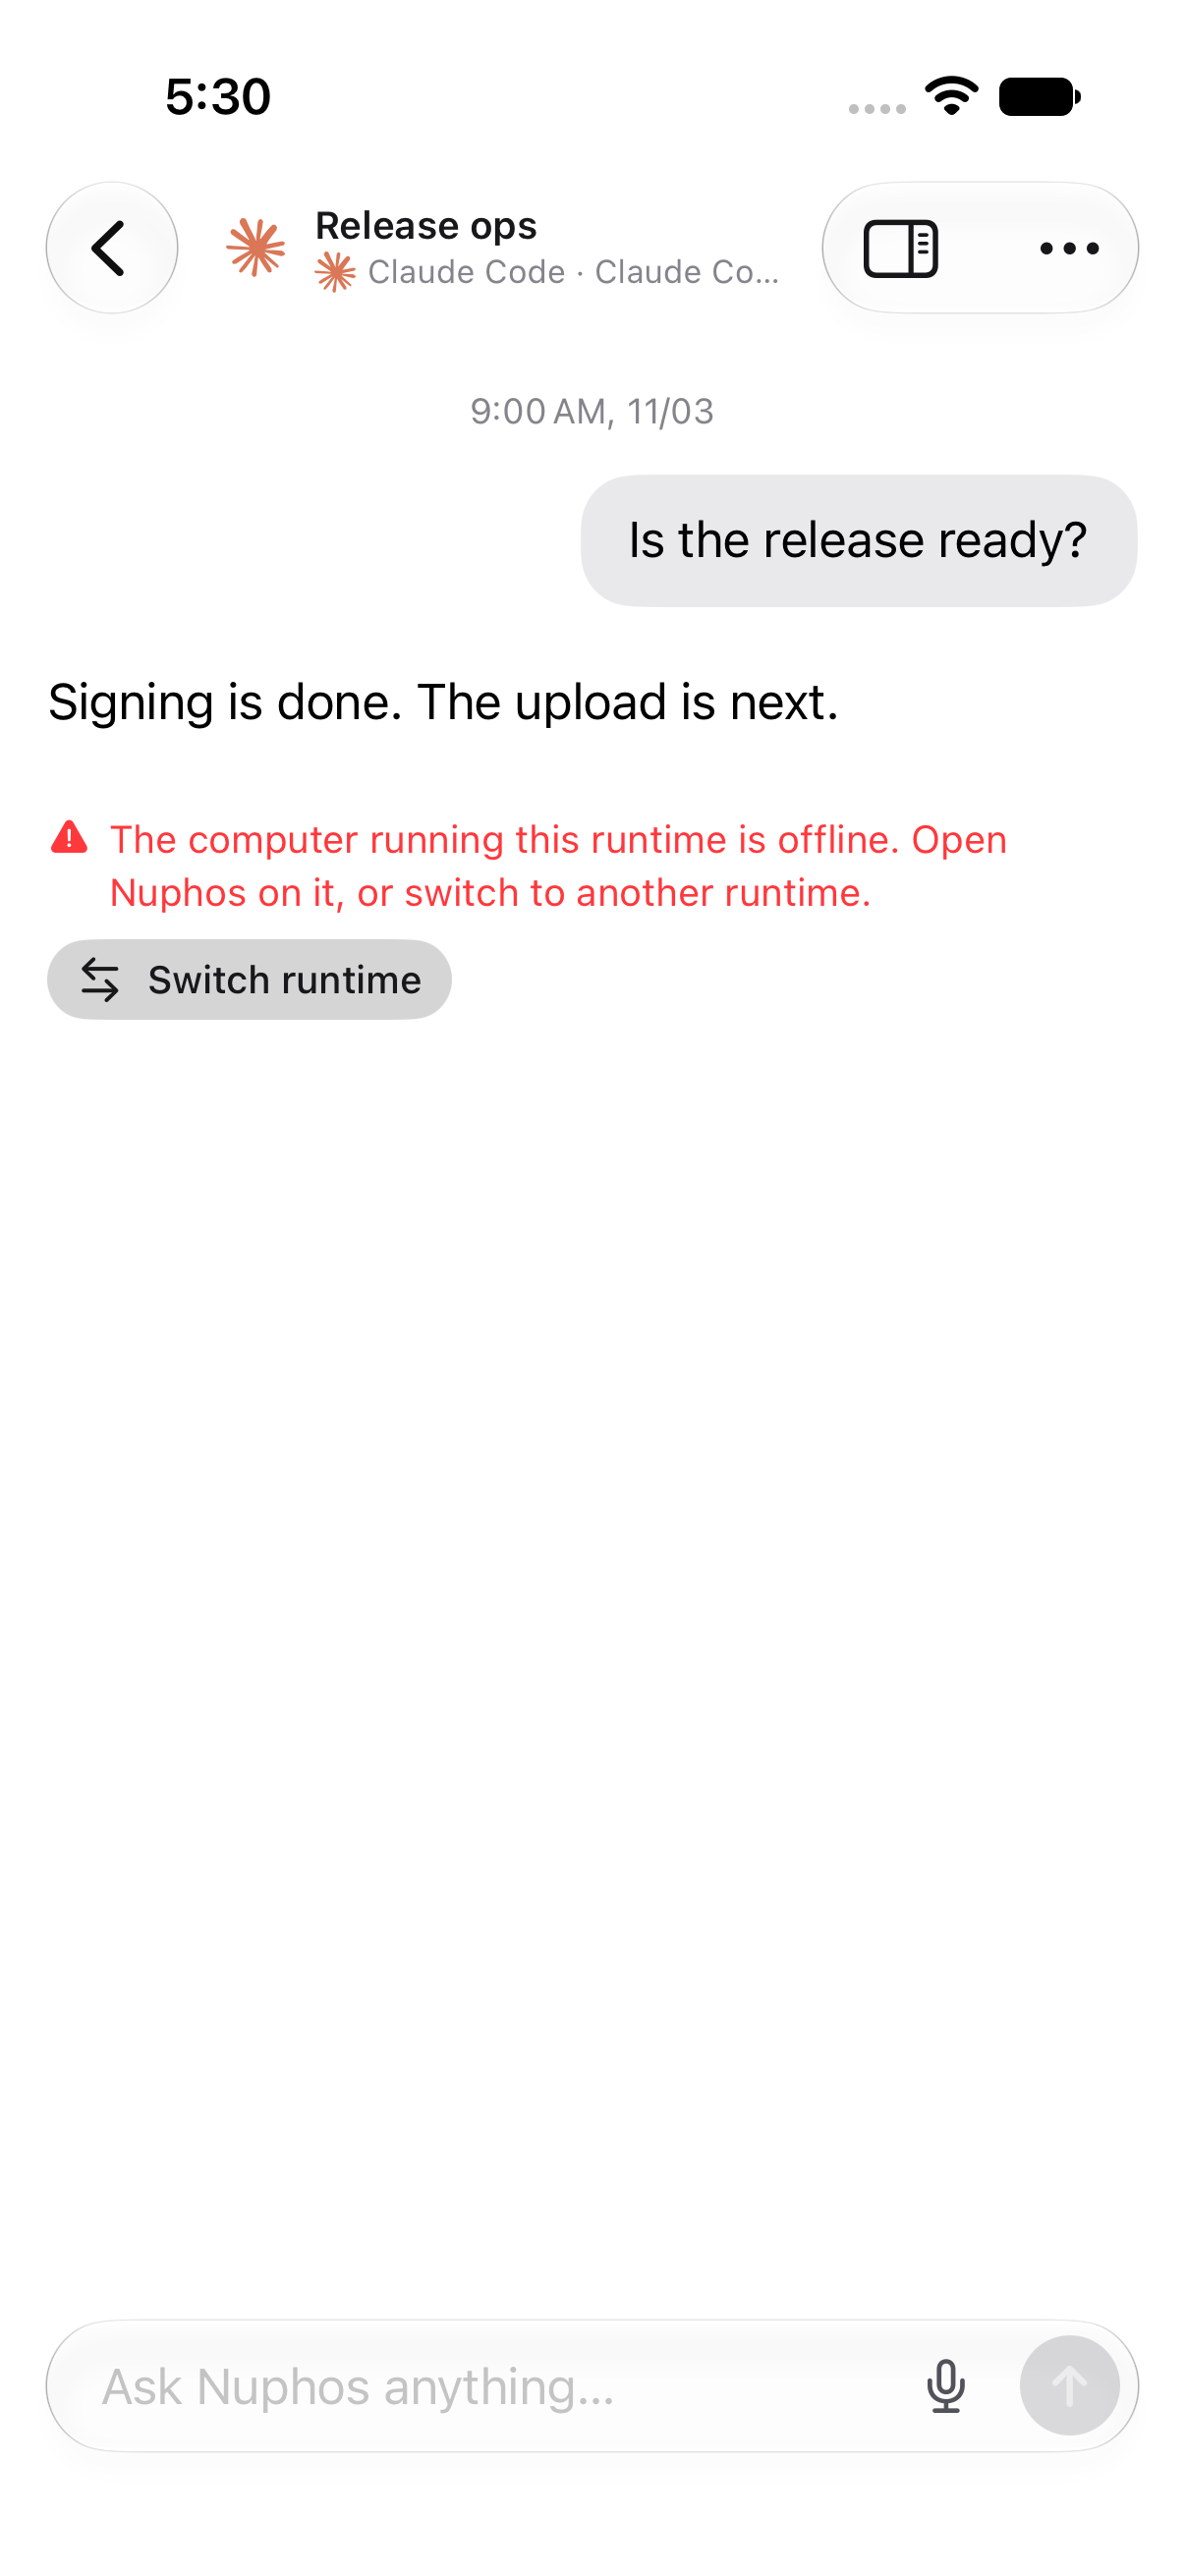 5:30
Release ops
Claude Code · Claude Co...
9:00 AM, 11/03
Is the release ready?
Signing is done. The upload is next.
The computer running this runtime is offline. Open
Nuphos on it, or switch to another runtime.
Switch runtime
Ask Nuphos anything...